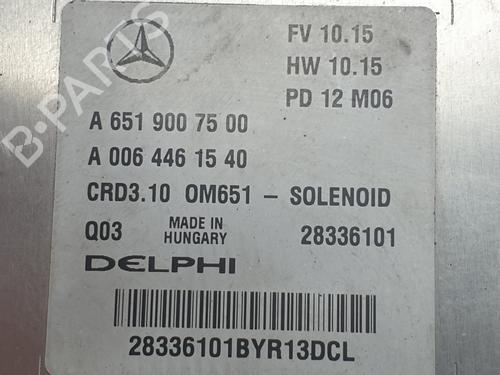 FV 10.15
HW 10.15
PD 12 M06
A 651 900 75 00
A 006 446 15 40
CRD3.10 OM651 - SOLENOID
Q03 MADE IN HUNGARY 28336101
DELPHI
28336101BYR13DCL
B-PARTS